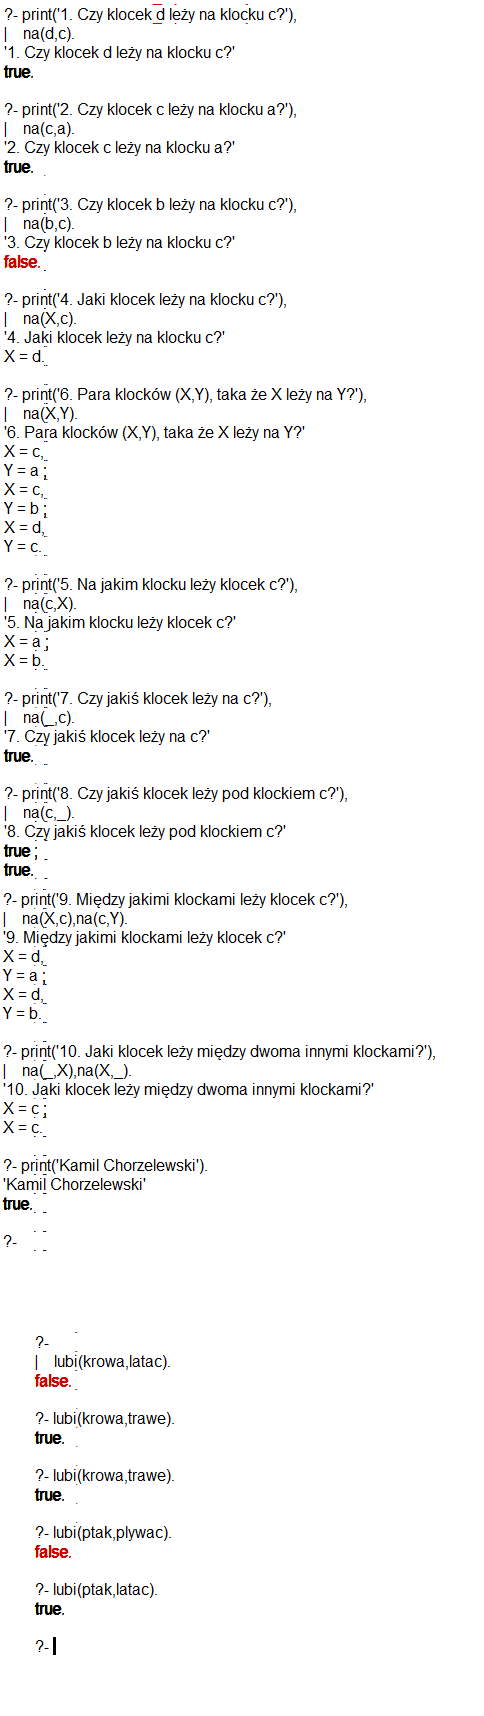 ?- print('1. Czy klocek d leży na klocku c?'),
|    na(d,c).
'1. Czy klocek d leży na klocku c?'
true.
?- print('2. Czy klocek c leży na klocku a?'),
|    na(c,a).
'2. Czy klocek c leży na klocku a?'
true.
?- print('3. Czy klocek b leży na klocku c?'),
|    na(b,c).
'3. Czy klocek b leży na klocku c?'
false.
?- print('4. Jaki klocek leży na klocku c?'),
|    na(X,c).
'4. Jaki klocek leży na klocku c?'
X = d.
?- print('6. Para klocków (X,Y), taka że X leży na Y?'),
|    na(X,Y).
'6. Para klocków (X,Y), taka że X leży na Y?'
X = c,
Y = a ;
X = c,
Y = b ;
X = d,
Y = c.
?- print('5. Na jakim klocku leży klocek c?'),
|    na(c,X).
'5. Na jakim klocku leży klocek c?'
X = a ;
X = b.
?- print('7. Czy jakiś klocek leży na c?'),
|    na(_,c).
'7. Czy jakiś klocek leży na c?'
true.
?- print('8. Czy jakiś klocek leży pod klockiem c?'),
|    na(c,_).
'8. Czy jakiś klocek leży pod klockiem c?'
true ;
true.
?- print('9. Między jakimi klockami leży klocek c?'),
|    na(X,c),na(c,Y).
'9. Między jakimi klockami leży klocek c?'
X = d,
Y = a ;
X = d,
Y = b.
?- print('10. Jaki klocek leży między dwoma innymi klockami?'),
|    na(_,X),na(X,_).
'10. Jaki klocek leży między dwoma innymi klockami?'
X = c ;
X = c.
?- print('Kamil Chorzelewski').
'Kamil Chorzelewski'
true.
?-
?-
|    lubi(krowa,latac).
false.
?- lubi(krowa,trawe).
true.
?- lubi(krowa,trawe).
true.
?- lubi(ptak,plywac).
false.
?- lubi(ptak,latac).
true.
?-